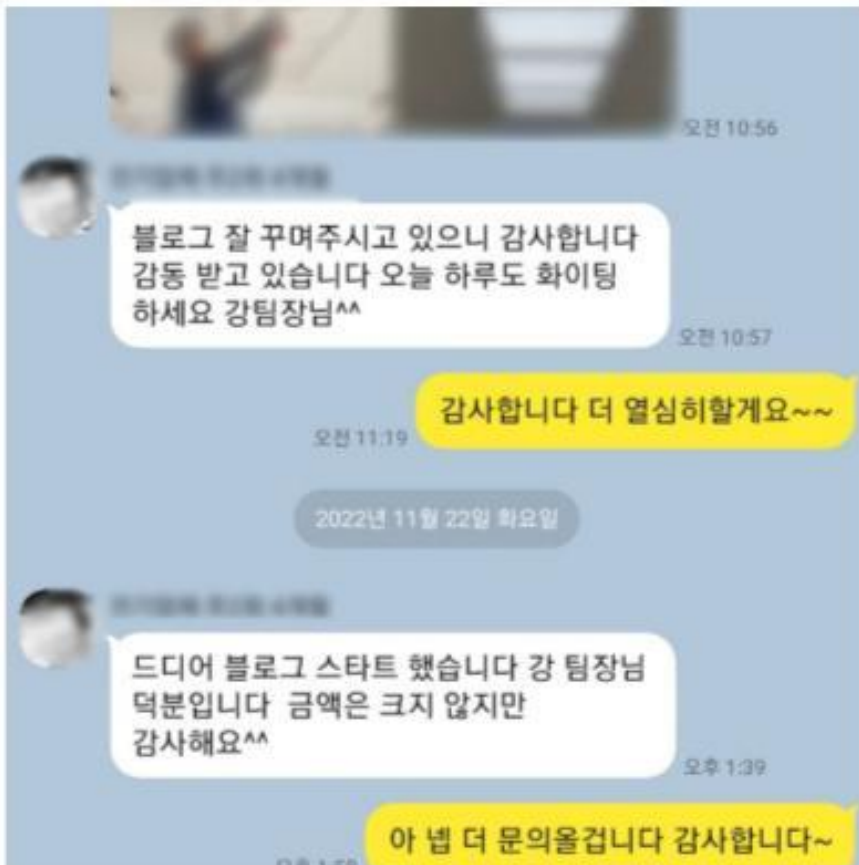 오전 10:56
블로그 잘 꾸며주시고 있으니 감사합니다
감동 받고 있습니다 오늘 하루도 화이팅
하세요 강팀장님^^
오전 10:57
감사합니다 더 열심히할게요~~
오전 11:19
2022년 11월 22일 화요일
드디어 블로그 스타트 했습니다 강 팀장님
덕분입니다 금액은 크지 않지만
감사해요^^
오후 1:39
아 넵 더 문의올겁니다 감사합니다~